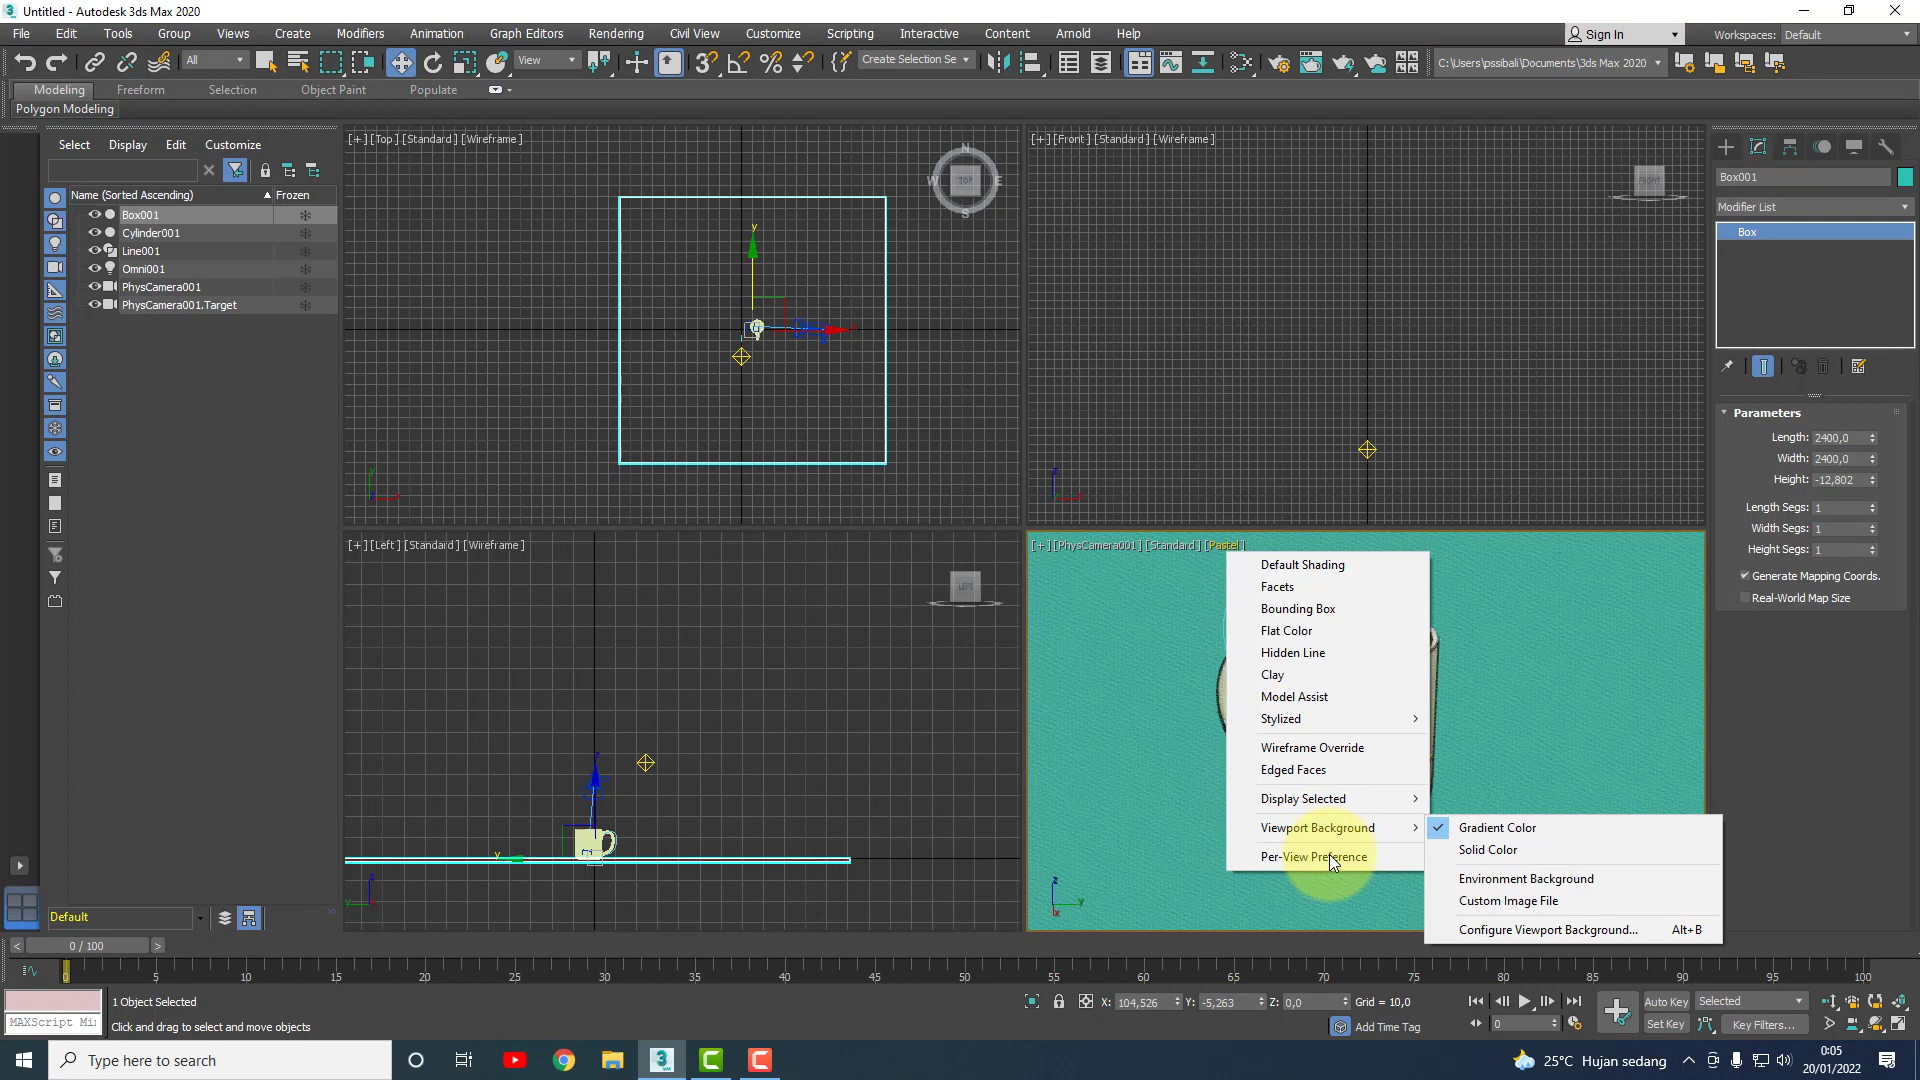 Untitled - Autodesk 3ds Max 2020
File Edit Tools Group Views Create Modifiers Animation Graph Editors Rendering Civil View Customize Scripting Interactive Content Arnold Help
Sign In Workspaces: Default
All View Create Selection Se C:\Users\pssibali\Documents\3ds Max 2020
Modeling Freeform Selection Object Paint Populate
Polygon Modeling
Select Display Edit Customize
Name (Sorted Ascending) Frozen
Box001
Cylinder001
Line001
Omni001
PhysCamera001
PhysCamera001.Target
[+] [Top] [Standard] [Wireframe]
N W TOP E S
y
[+] [Front] [Standard] [Wireframe]
FRONT
[+] [Left] [Standard] [Wireframe]
LEFT
[+] [PhysCamera001] [Standard] [Pastel]
Default Shading
Facets
Bounding Box
Flat Color
Hidden Line
Clay
Model Assist
Stylized
Wireframe Override
Edged Faces
Display Selected
Viewport Background
Per-View Preference
Gradient Color
Solid Color
Environment Background
Custom Image File
Configure Viewport Background... Alt+B
Box001
Modifier List
Box
Parameters
Length: 2400,0
Width: 2400,0
Height: -12,802
Length Segs: 1
Width Segs: 1
Height Segs: 1
Generate Mapping Coords.
Real-World Map Size
Default
0 / 100
0 5 10 15 20 25 30 35 40 45 50 55 60 65 70 75 80 85 90 95 100
1 Object Selected
MAXScript Mi
Click and drag to select and move objects
X: 104,526 Y: -5,263 Z: 0,0 Grid = 10,0
Add Time Tag
0
Auto Key Selected
Set Key Key Filters...
Type here to search
25°C Hujan sedang
0:05
20/01/2022